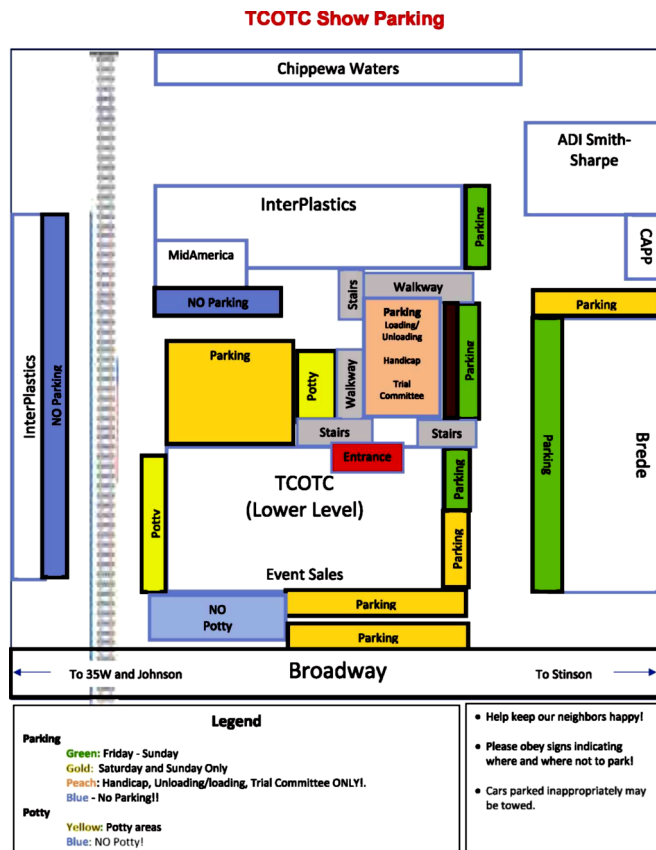 TCOTC Show Parking
Chippewa Waters
ADI Smith-
Sharpe
InterPlastics
Parking
CAPP
MidAmerica
Stairs
Walkway
NO Parking
Parking
Parking
Loading/
Unloading
Handicap
Trial
Committee
Parking
InterPlastics
NO Parking
Parking
Potty
Walkway
Parking
Brede
Stairs
Stairs
Entrance
Potty
TCOTC
(Lower Level)
Parking
Parking
Event Sales
NO
Potty
Parking
Parking
To 35W and Johnson
Broadway
To Stinson
Legend
Parking
Green: Friday - Sunday
Gold: Saturday and Sunday Only
Peach: Handicap, Unloading/loading, Trial Committee ONLY!.
Blue - No Parking!!
Potty
Yellow: Potty areas
Blue: NO Potty!
• Help keep our neighbors happy!
• Please obey signs indicating
where and where not to park!
• Cars parked inappropriately may
be towed.